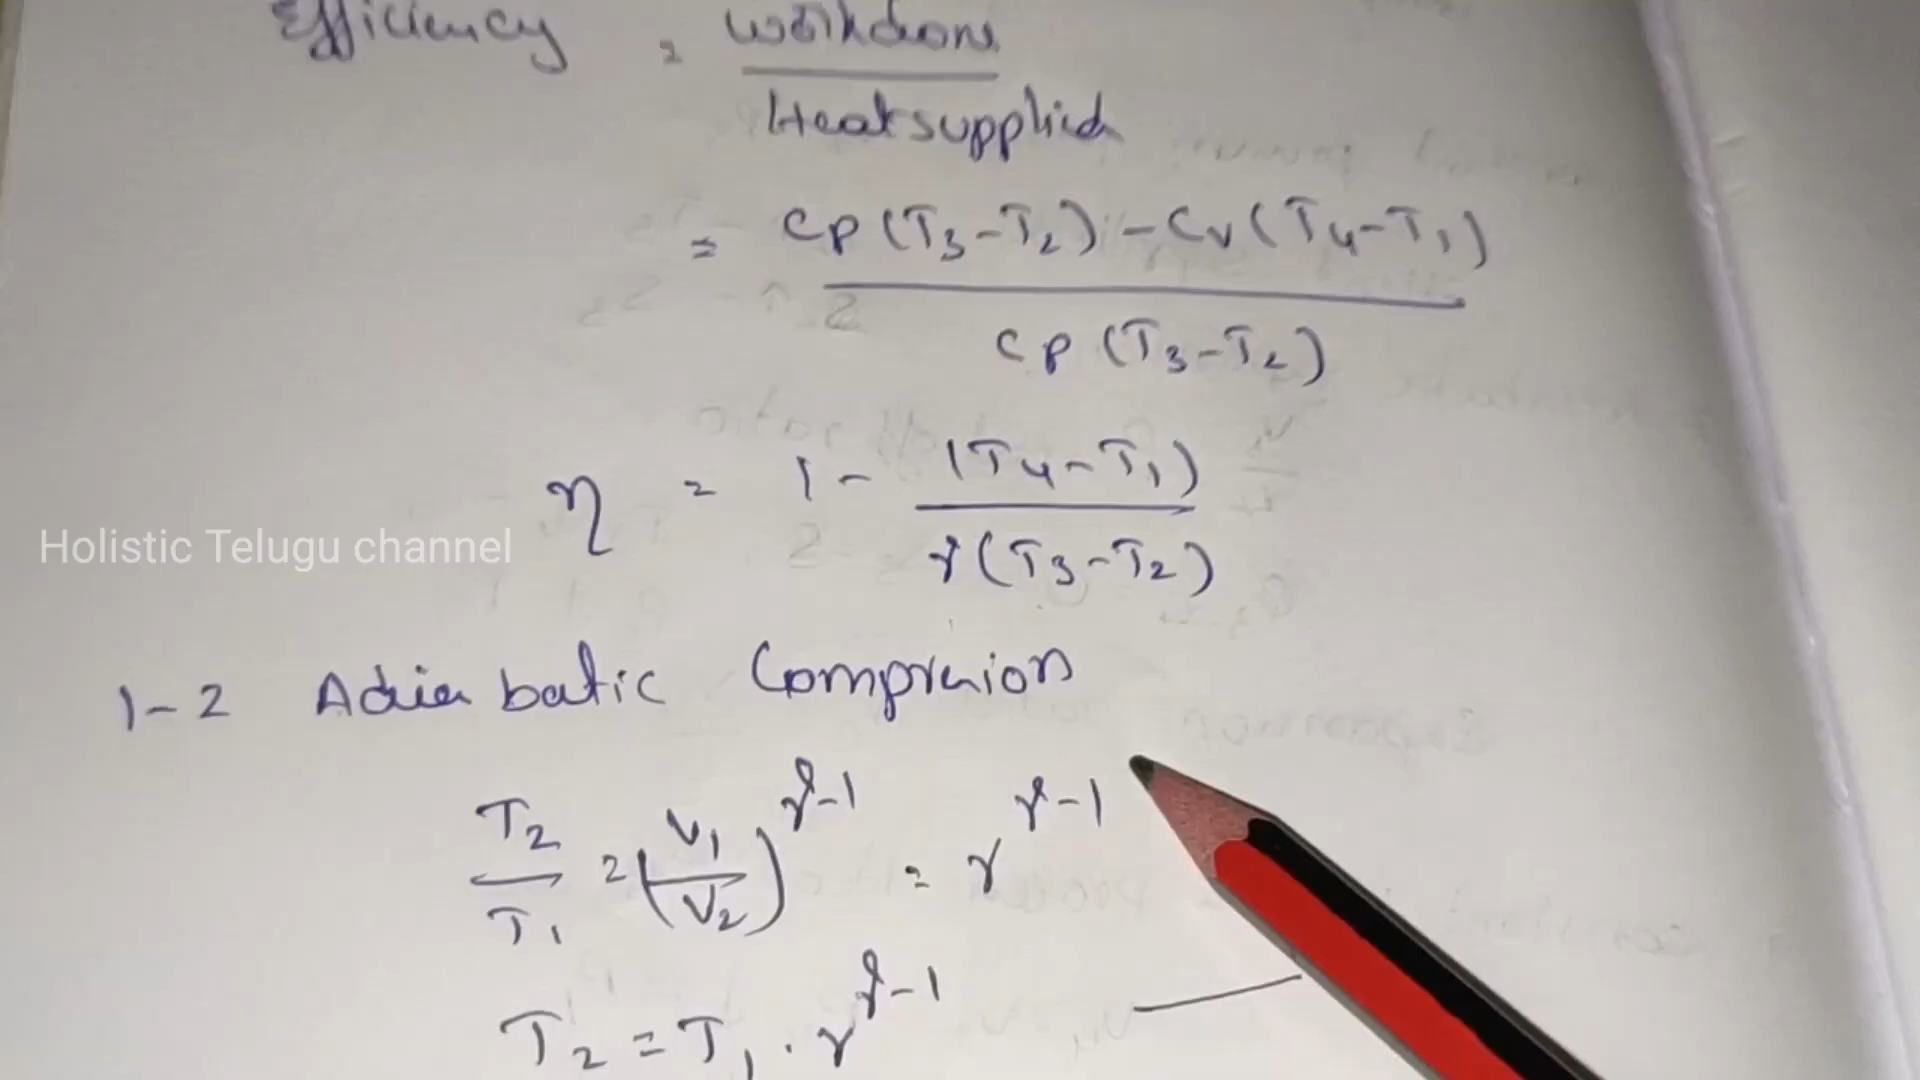 Efficiency = Workdone
Heat supplied
= Cp (T3-T2) - Cv (T4-T1)
Cp (T3-T2)
η = 1 - (T4-T1)
γ(T3-T2)
Holistic Telugu channel
1-2 Adiabatic Compression
T2/T1 = (V1/V2)^γ-1 = r^γ-1
T2 = T1 . r^γ-1